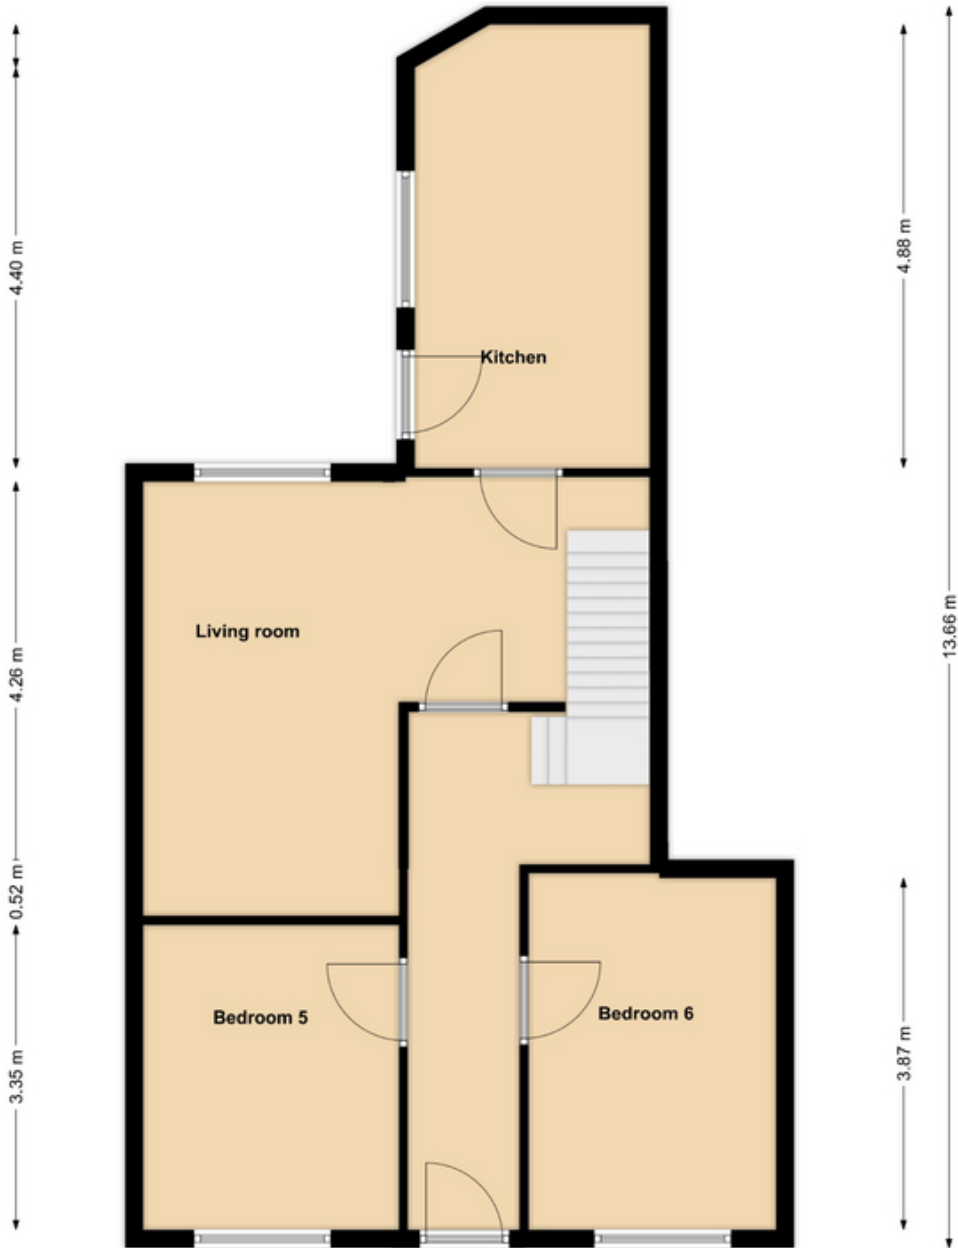 4.40 m
4.88 m
Kitchen
13.66 m
Living room
4.26 m
0.52 m
Bedroom 5
Bedroom 6
3.35 m
3.87 m